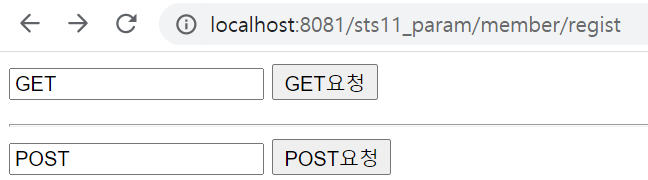 localhost:8081/sts11_param/member/regist
GET GET요청
POST POST요청